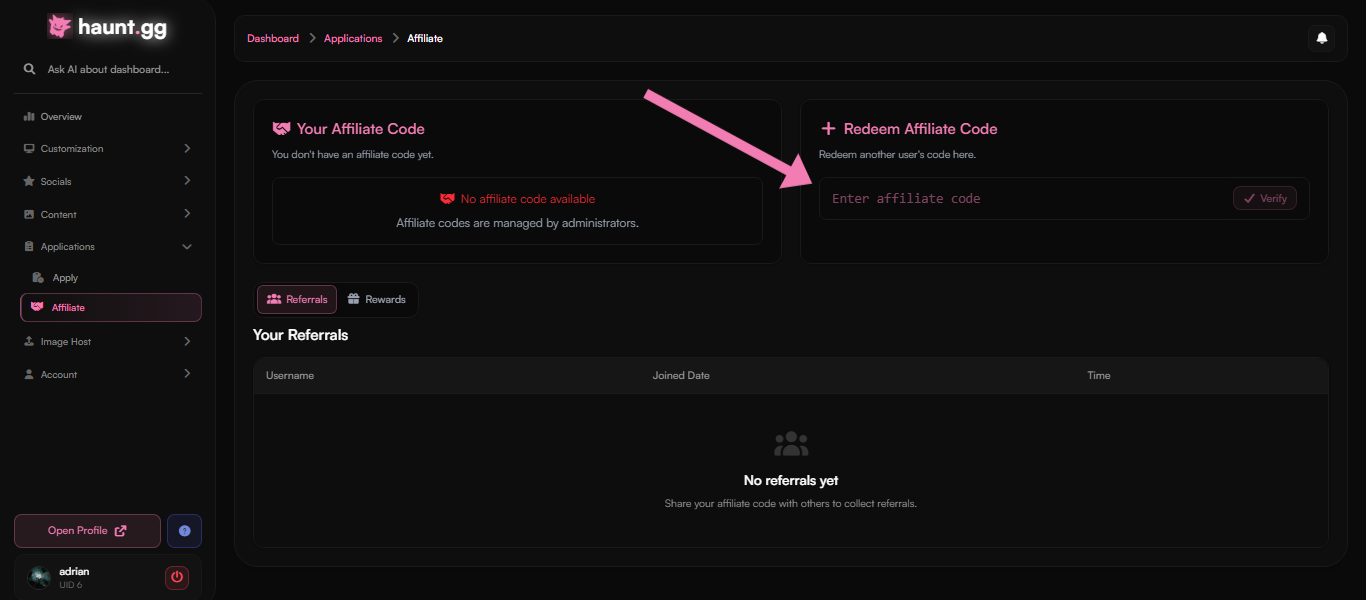 haunt.gg
Ask AI about dashboard...
Overview
Customization
Socials
Content
Applications
Apply
Affiliate
Image Host
Account
Open Profile
adrian
UID 6
Dashboard > Applications > Affiliate
Your Affiliate Code
You don't have an affiliate code yet.
No affiliate code available
Affiliate codes are managed by administrators.
Redeem Affiliate Code
Redeem another user's code here.
Enter affiliate code
Verify
Referrals Rewards
Your Referrals
Username Joined Date Time
No referrals yet
Share your affiliate code with others to collect referrals.